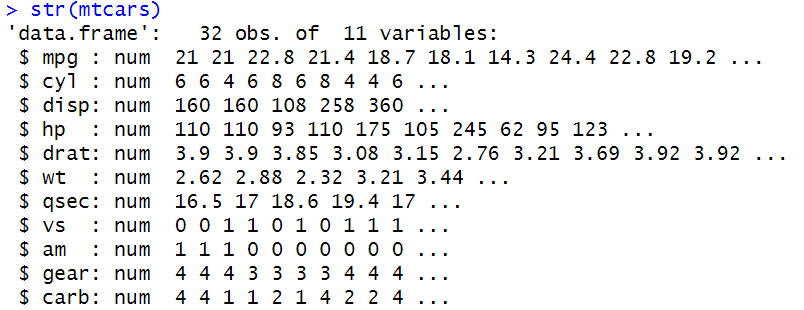 > str(mtcars)
'data.frame':   32 obs. of  11 variables:
 $ mpg : num  21 21 22.8 21.4 18.7 18.1 14.3 24.4 22.8 19.2 ...
 $ cyl : num  6 6 4 6 8 6 8 4 4 6 ...
 $ disp: num  160 160 108 258 360 ...
 $ hp  : num  110 110 93 110 175 105 245 62 95 123 ...
 $ drat: num  3.9 3.9 3.85 3.08 3.15 2.76 3.21 3.69 3.92 3.92 ...
 $ wt  : num  2.62 2.88 2.32 3.21 3.44 ...
 $ qsec: num  16.5 17 18.6 19.4 17 ...
 $ vs  : num  0 0 1 1 0 1 0 1 1 1 ...
 $ am  : num  1 1 1 0 0 0 0 0 0 0 ...
 $ gear: num  4 4 4 3 3 3 3 4 4 4 ...
 $ carb: num  4 4 1 1 2 1 4 2 2 4 ...